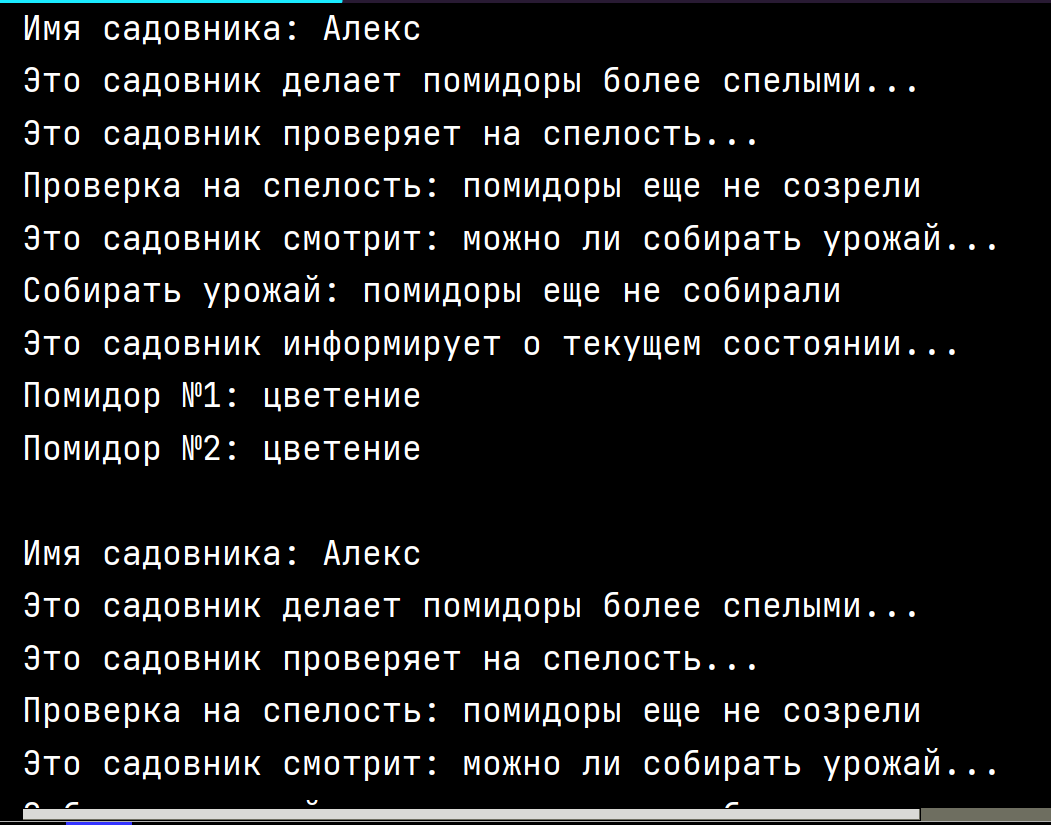 Имя садовника: Алекс
Это садовник делает помидоры более спелыми...
Это садовник проверяет на спелость...
Проверка на спелость: помидоры еще не созрели
Это садовник смотрит: можно ли собирать урожай...
Собирать урожай: помидоры еще не собирали
Это садовник информирует о текущем состоянии...
Помидор №1: цветение
Помидор №2: цветение
Имя садовника: Алекс
Это садовник делает помидоры более спелыми...
Это садовник проверяет на спелость...
Проверка на спелость: помидоры еще не созрели
Это садовник смотрит: можно ли собирать урожай...